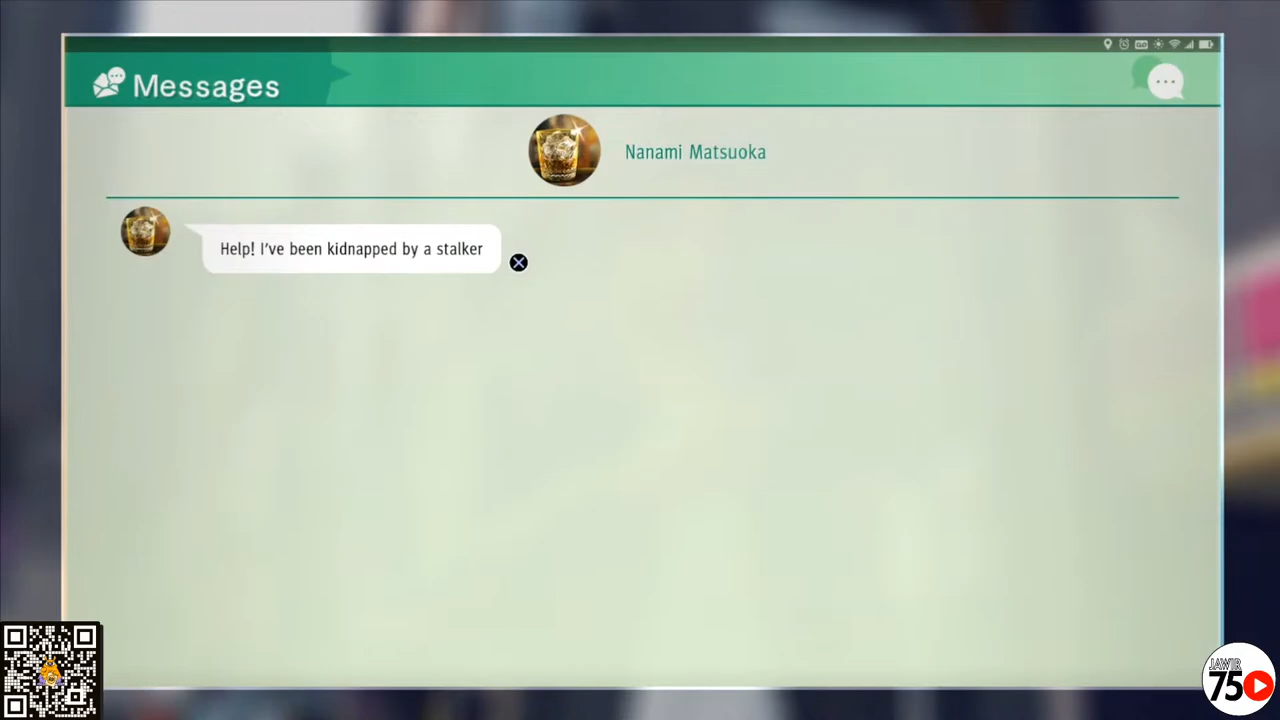 Messages
Nanami Matsuoka
Help! I've been kidnapped by a stalker
JAWIR
75